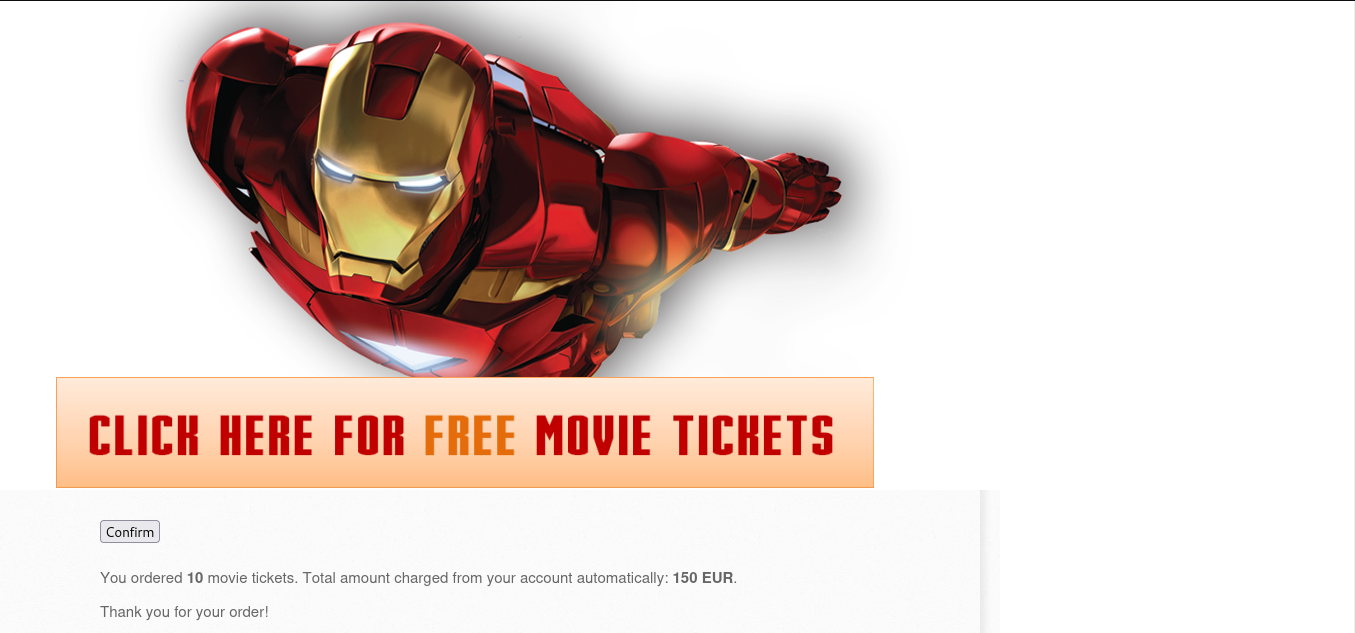 CLICK HERE FOR FREE MOVIE TICKETS
Confirm
You ordered 10 movie tickets. Total amount charged from your account automatically: 150 EUR.
Thank you for your order!